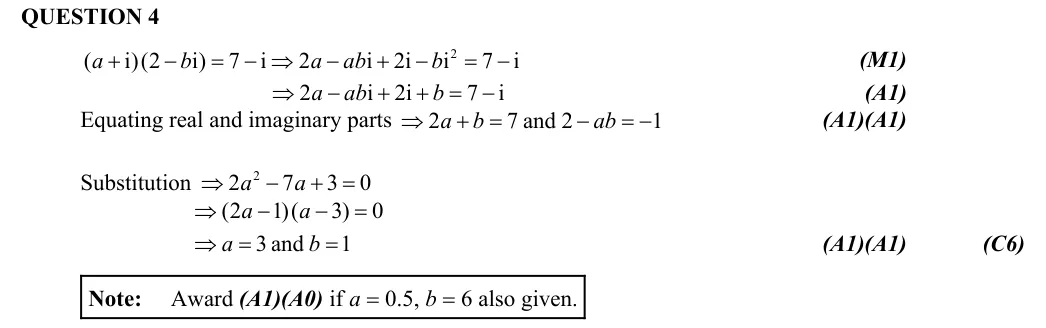 QUESTION 4
(a + i)(2 − bi) = 7 − i ⇒ 2a − abi + 2i − bi² = 7 − i (M1)
⇒ 2a − abi + 2i + b = 7 − i (A1)
Equating real and imaginary parts ⇒ 2a + b = 7 and 2 − ab = −1 (A1)(A1)
Substitution ⇒ 2a² − 7a + 3 = 0
⇒ (2a − 1)(a − 3) = 0
⇒ a = 3 and b = 1 (A1)(A1) (C6)
Note: Award (A1)(A0) if a = 0.5, b = 6 also given.